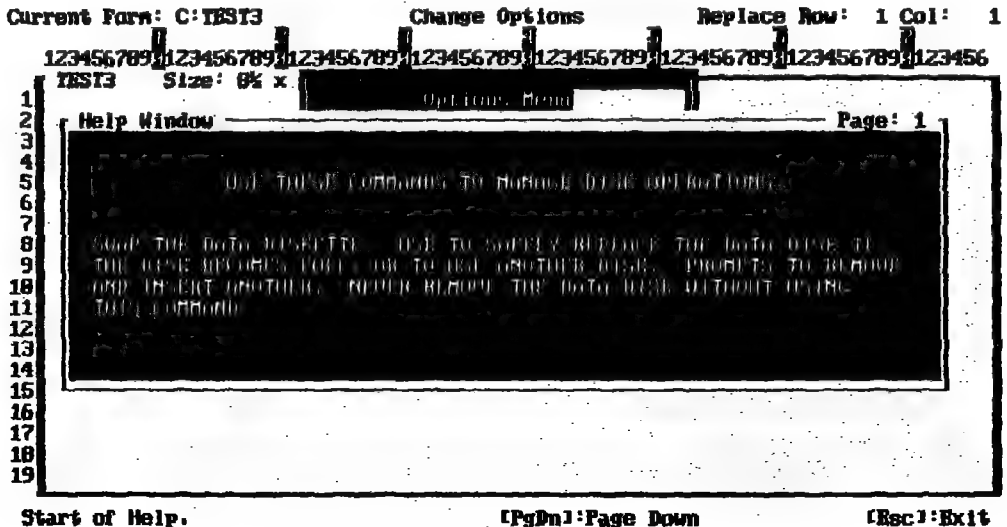 Current Form: C:TEST3 Change Options Replace Row: 1 Col: 1
1234567891123456789212345678931234567894123456789512345678961234567897123456
TEST3 Size: 0% x
Options Menu
1
2
Help Window Page: 1
3
4
5
USE THESE COMMANDS TO MANAGE DISK OPERATIONS.
6
7
8
SWAP THE DATA DISKETTE. USE TO SAFELY REPLACE THE DATA DISK IF
9
THE DISK BECOMES FULL, OR TO USE ANOTHER DISK. PROMPTS TO REMOVE
10
AND INSERT ANOTHER. NEVER REMOVE THE DATA DISK WITHOUT USING
11
THIS COMMAND
12
13
14
15
16
17
18
19
Start of Help. [PgDn]:Page Down [Esc]:Exit